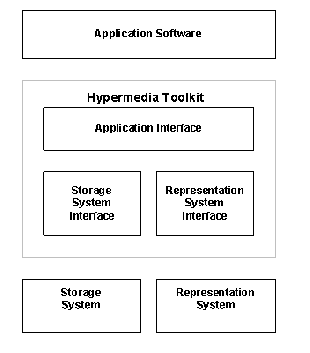 Application Software
Hypermedia Toolkit
Application Interface
Storage
System
Interface
Representation
System
Interface
Storage
System
Representation
System